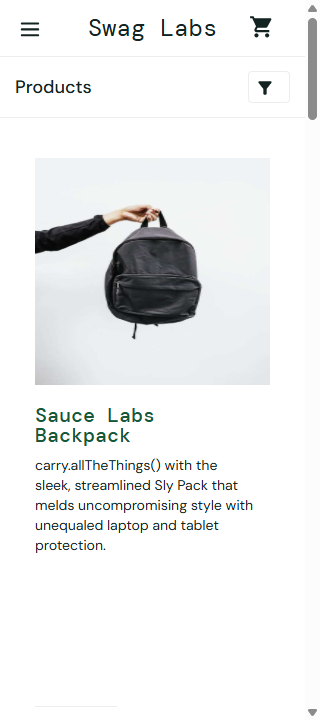 Swag Labs
Products
Sauce Labs
Backpack
carry.allTheThings() with the
sleek, streamlined Sly Pack that
melds uncompromising style with
unequaled laptop and tablet
protection.